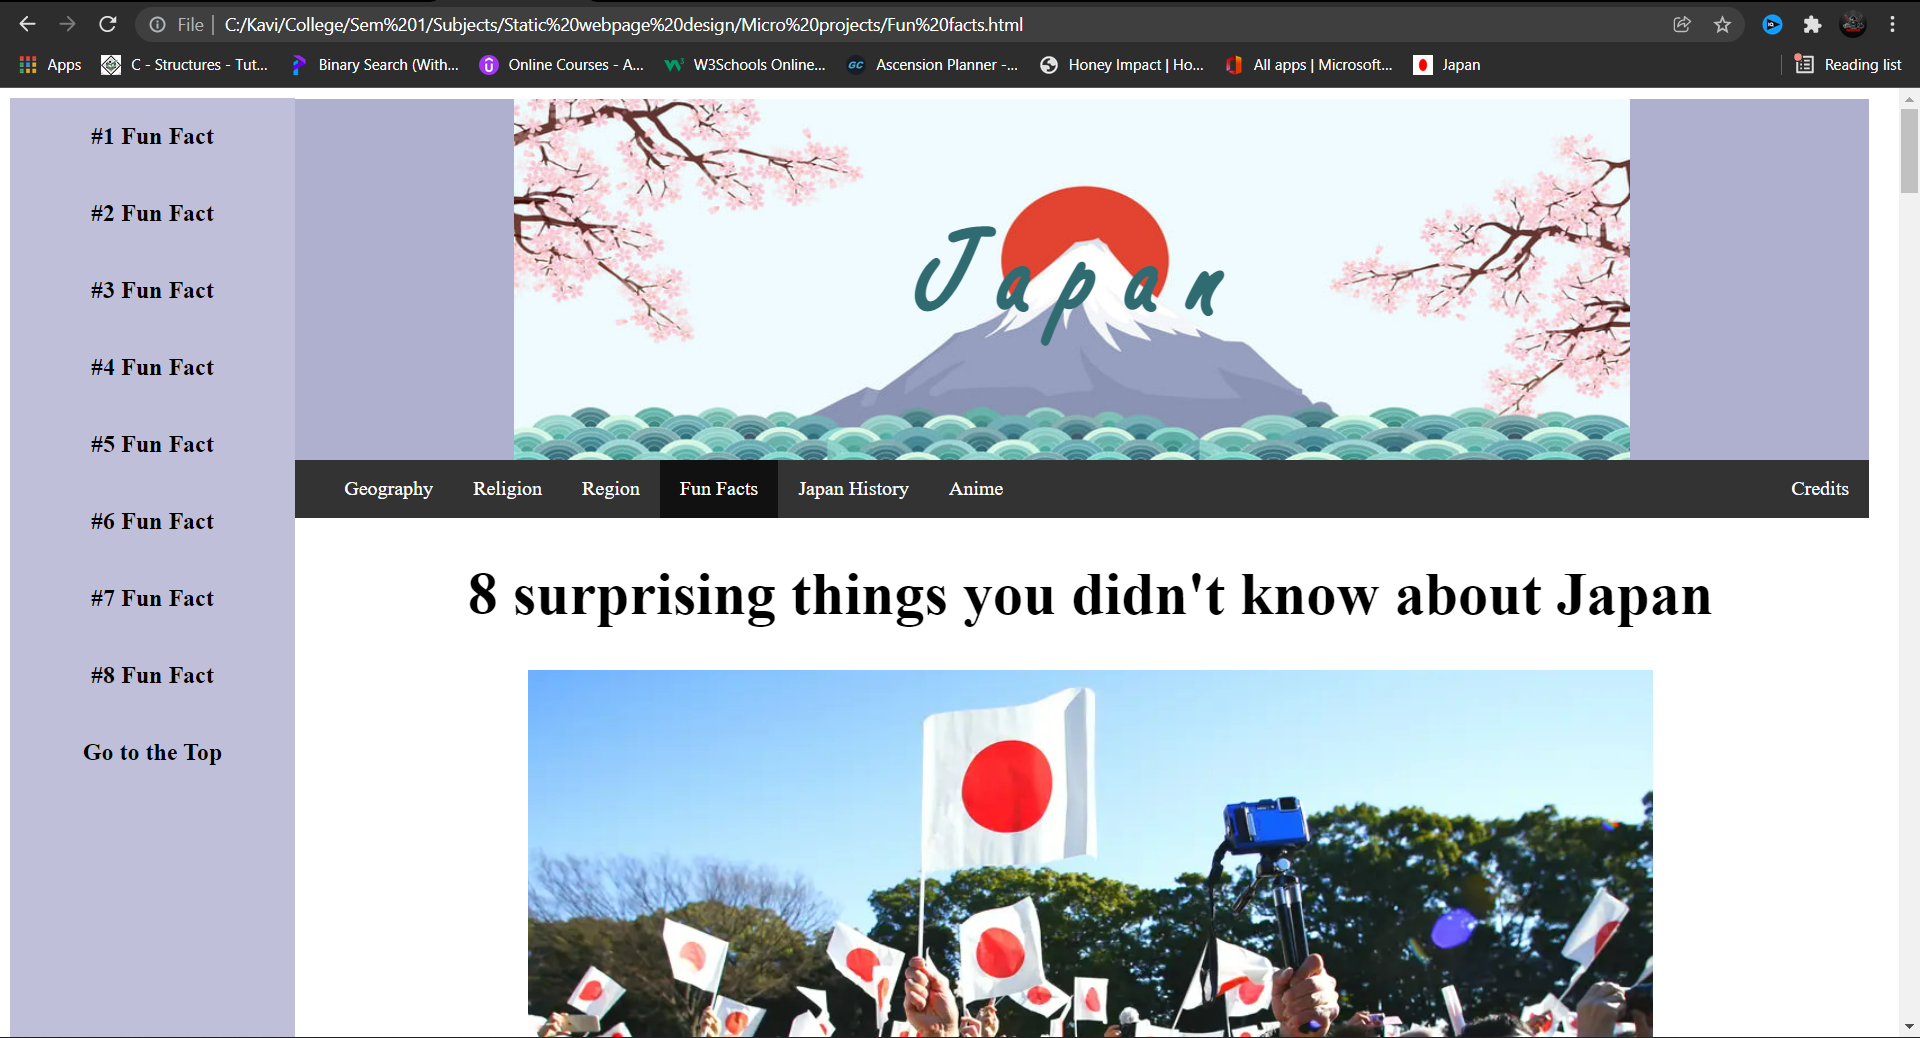 File | C:/Kavi/College/Sem%201/Subjects/Static%20webpage%20design/Micro%20projects/Fun%20facts.html
Apps C - Structures - Tut... Binary Search (With... Online Courses - A... W3Schools Online... GC Ascension Planner -... Honey Impact | Ho... All apps | Microsoft... Japan Reading list
#1 Fun Fact
#2 Fun Fact
#3 Fun Fact
#4 Fun Fact
#5 Fun Fact
#6 Fun Fact
#7 Fun Fact
#8 Fun Fact
Go to the Top
Japan
Geography Religion Region Fun Facts Japan History Anime Credits
8 surprising things you didn't know about Japan